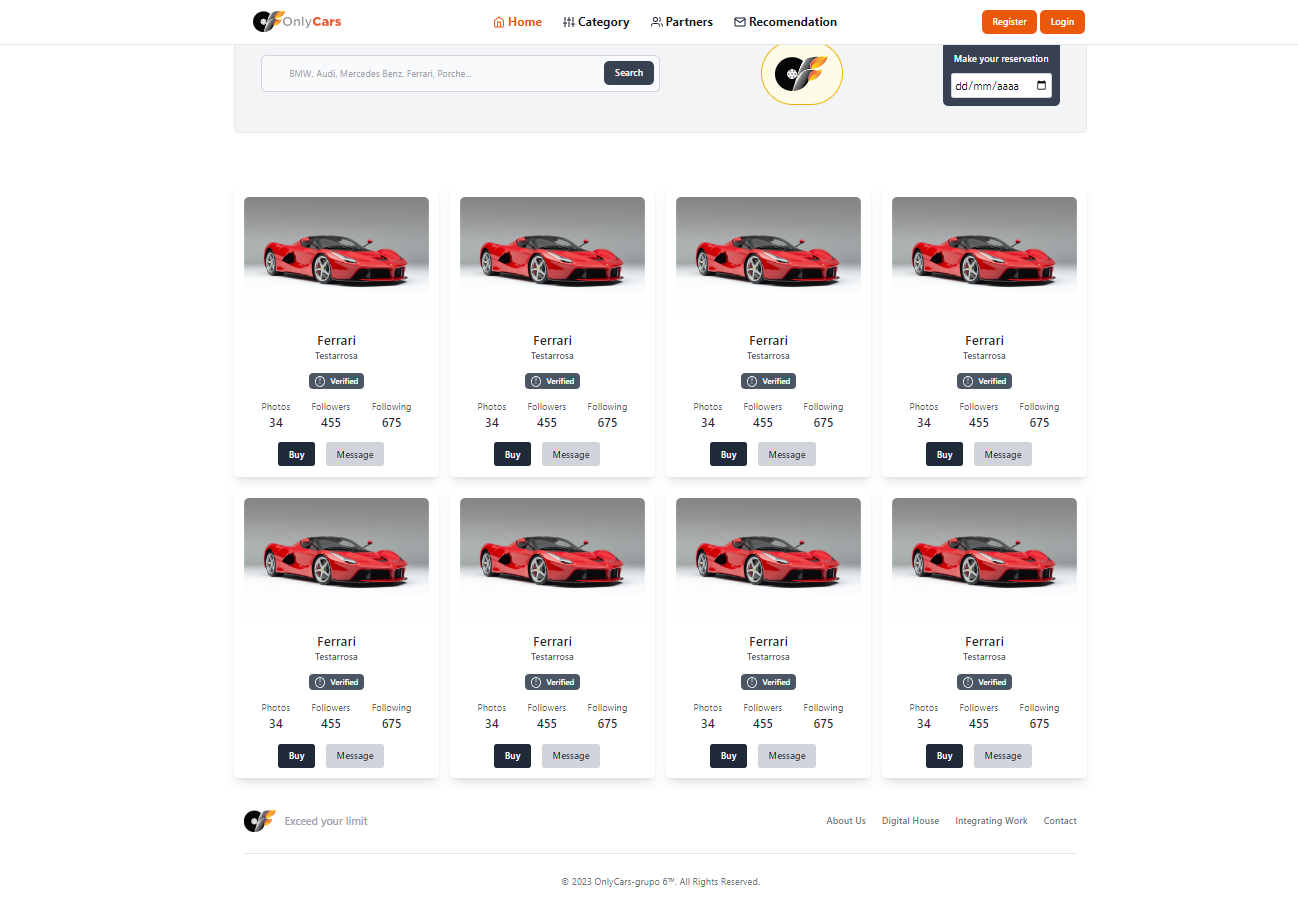 OnlyCars
Home Category Partners Recomendation
Register Login
BMW, Audi, Mercedes Benz, Ferrari, Porche...
Search
Make your reservation
dd/mm/aaaa
Ferrari Ferrari Ferrari Ferrari
Testarrosa Testarrosa Testarrosa Testarrosa
Verified Verified Verified Verified
Photos Followers Following Photos Followers Following Photos Followers Following Photos Followers Following
34 455 675 34 455 675 34 455 675 34 455 675
Buy Message Buy Message Buy Message Buy Message
Ferrari Ferrari Ferrari Ferrari
Testarrosa Testarrosa Testarrosa Testarrosa
Verified Verified Verified Verified
Photos Followers Following Photos Followers Following Photos Followers Following Photos Followers Following
34 455 675 34 455 675 34 455 675 34 455 675
Buy Message Buy Message Buy Message Buy Message
Exceed your limit
About Us Digital House Integrating Work Contact
© 2023 OnlyCars-grupo 6™. All Rights Reserved.